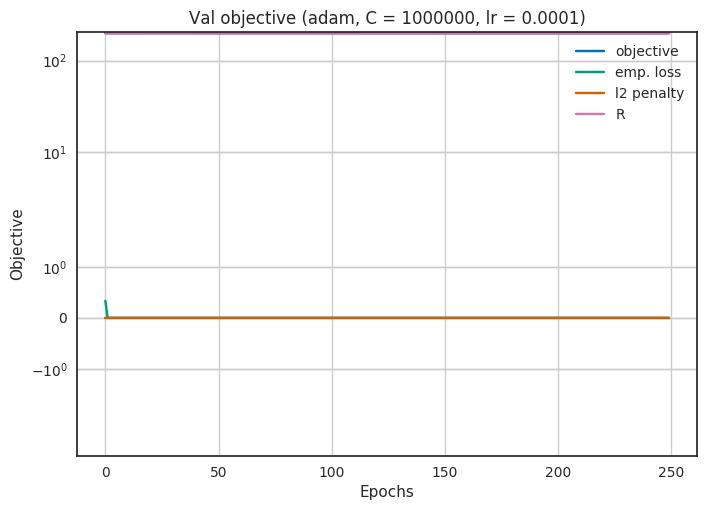 Val objective (adam, C = 1000000, lr = 0.0001)
objective
emp. loss
l2 penalty
R
10²
10¹
10⁰
0
−10⁰
Objective
0 50 100 150 200 250
Epochs